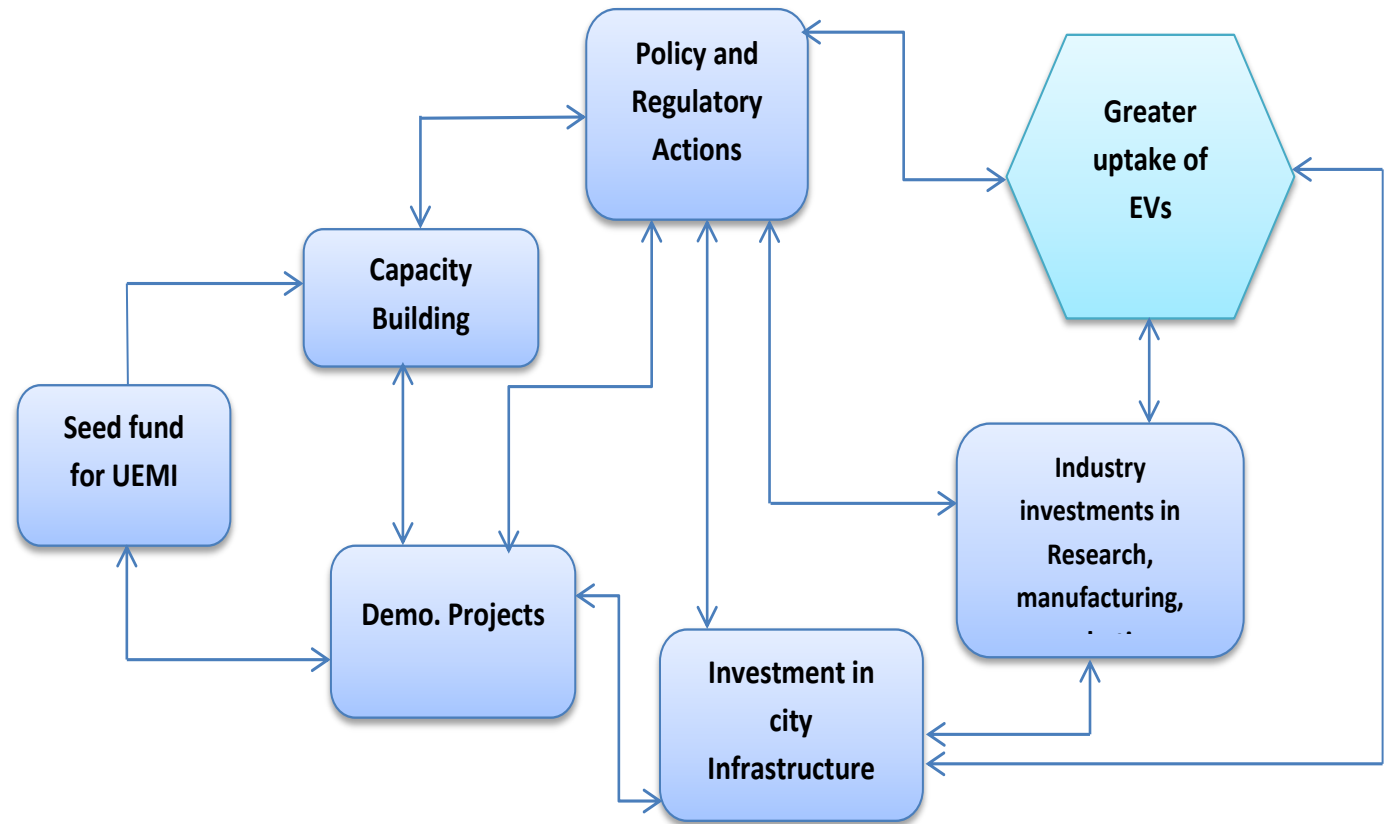 Policy and
Regulatory
Actions
Greater
uptake of
EVs
Capacity
Building
Seed fund
for UEMI
Demo. Projects
Industry
investments in
Research,
manufacturing,
Investment in
city
Infrastructure